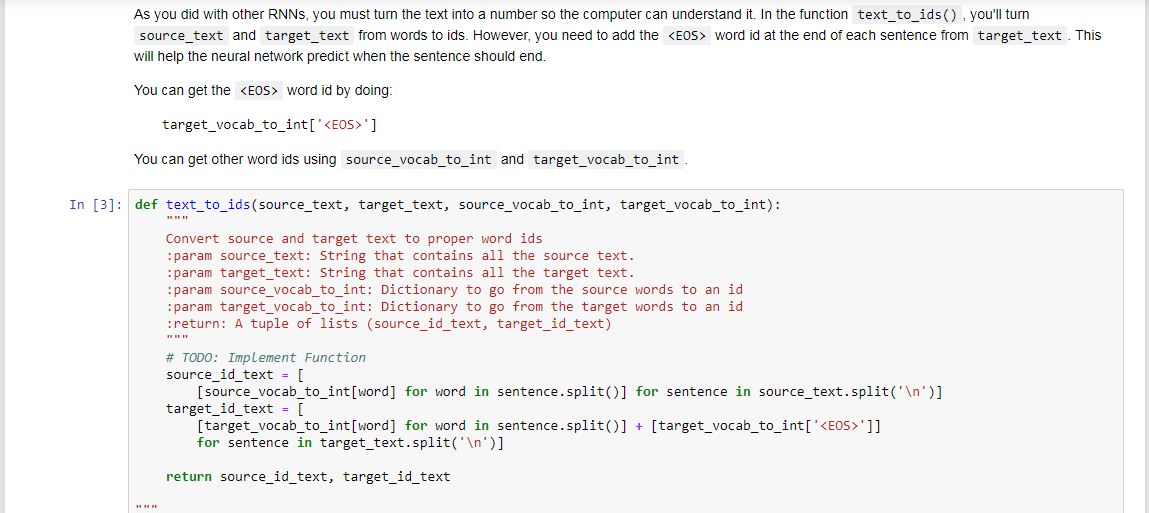 As you did with other RNNs, you must turn the text into a number so the computer can understand it. In the function text_to_ids() , you'll turn
source_text and target_text from words to ids. However, you need to add the <EOS> word id at the end of each sentence from target_text . This
will help the neural network predict when the sentence should end.
You can get the <EOS> word id by doing:
target_vocab_to_int['<EOS>']
You can get other word ids using source_vocab_to_int and target_vocab_to_int .
In [3]: def text_to_ids(source_text, target_text, source_vocab_to_int, target_vocab_to_int):
"""
Convert source and target text to proper word ids
:param source_text: String that contains all the source text.
:param target_text: String that contains all the target text.
:param source_vocab_to_int: Dictionary to go from the source words to an id
:param target_vocab_to_int: Dictionary to go from the target words to an id
:return: A tuple of lists (source_id_text, target_id_text)
"""
# TODO: Implement Function
source_id_text = [
[source_vocab_to_int[word] for word in sentence.split()] for sentence in source_text.split('\n')]
target_id_text = [
[target_vocab_to_int[word] for word in sentence.split()] + [target_vocab_to_int['<EOS>']]
for sentence in target_text.split('\n')]
return source_id_text, target_id_text
"""